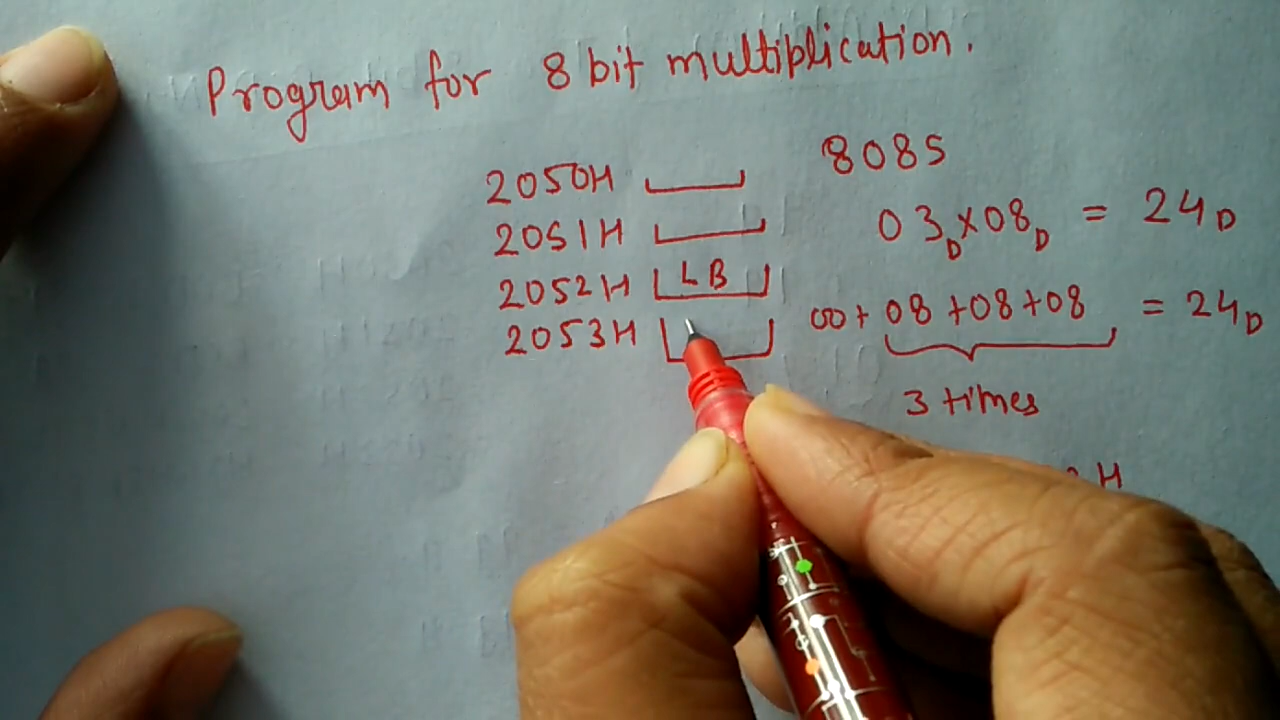 Program for 8 bit multiplication.
8085
2050H
2051H
2052H LB
2053H
03D x 08D = 24D
00 + 08 + 08 + 08 = 24D
3 times
H